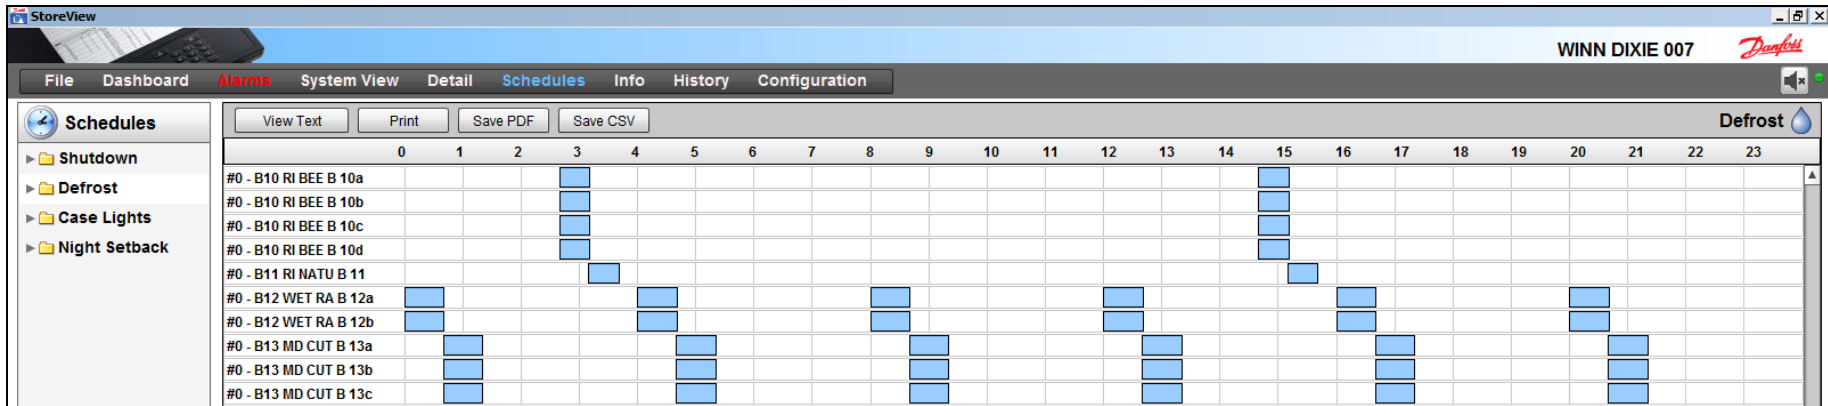 StoreView
WINN DIXIE 007
Danfoss
File Dashboard Alarms System View Detail Schedules Info History Configuration
Schedules
Shutdown
Defrost
Case Lights
Night Setback
View Text Print Save PDF Save CSV
Defrost
0 1 2 3 4 5 6 7 8 9 10 11 12 13 14 15 16 17 18 19 20 21 22 23
#0 - B10 RI BEE B 10a
#0 - B10 RI BEE B 10b
#0 - B10 RI BEE B 10c
#0 - B10 RI BEE B 10d
#0 - B11 RI NATU B 11
#0 - B12 WET RA B 12a
#0 - B12 WET RA B 12b
#0 - B13 MD CUT B 13a
#0 - B13 MD CUT B 13b
#0 - B13 MD CUT B 13c